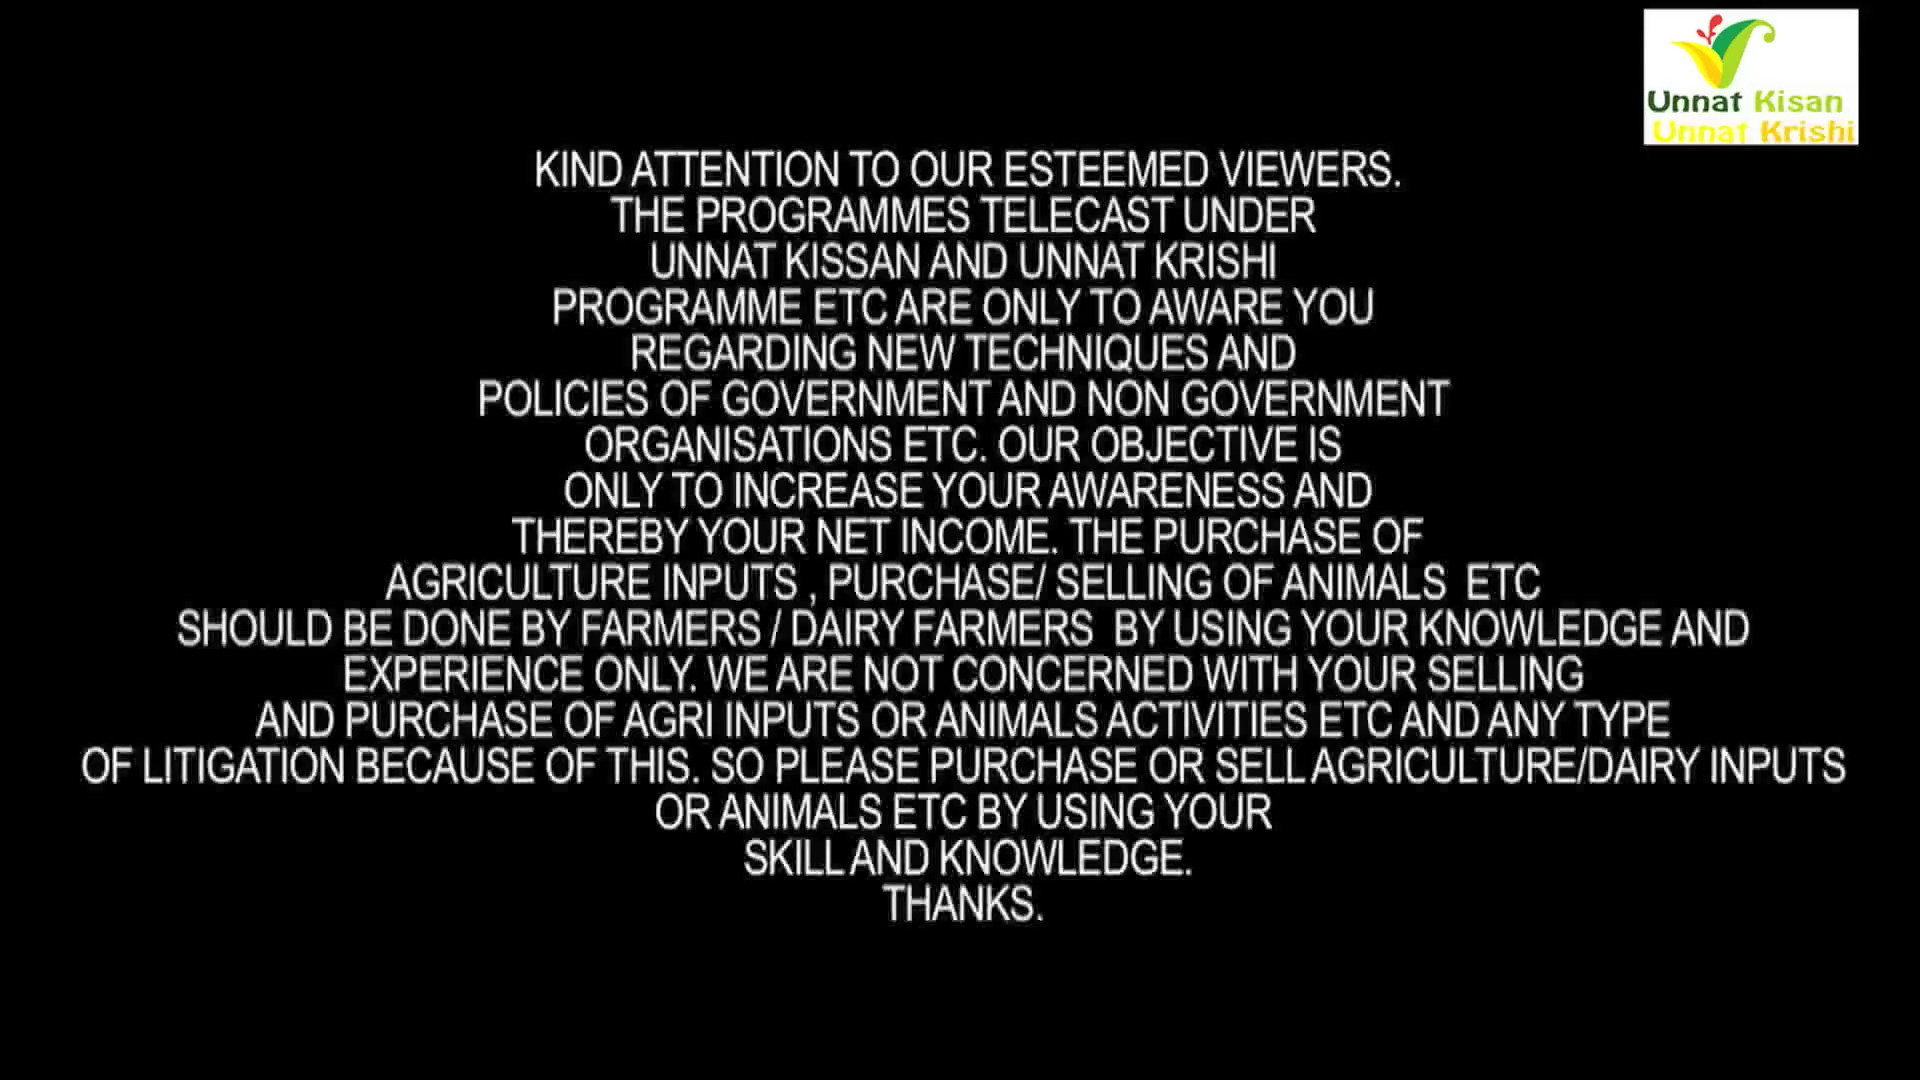 Unnat Kisan
Unnat Krishi
KIND ATTENTION TO OUR ESTEEMED VIEWERS.
THE PROGRAMMES TELECAST UNDER
UNNAT KISSAN AND UNNAT KRISHI
PROGRAMME ETC ARE ONLY TO AWARE YOU
REGARDING NEW TECHNIQUES AND
POLICIES OF GOVERNMENT AND NON GOVERNMENT
ORGANISATIONS ETC. OUR OBJECTIVE IS
ONLY TO INCREASE YOUR AWARENESS AND
THEREBY YOUR NET INCOME. THE PURCHASE OF
AGRICULTURE INPUTS , PURCHASE/ SELLING OF ANIMALS ETC
SHOULD BE DONE BY FARMERS / DAIRY FARMERS BY USING YOUR KNOWLEDGE AND
EXPERIENCE ONLY. WE ARE NOT CONCERNED WITH YOUR SELLING
AND PURCHASE OF AGRI INPUTS OR ANIMALS ACTIVITIES ETC AND ANY TYPE
OF LITIGATION BECAUSE OF THIS. SO PLEASE PURCHASE OR SELL AGRICULTURE/DAIRY INPUTS
OR ANIMALS ETC BY USING YOUR
SKILL AND KNOWLEDGE.
THANKS.